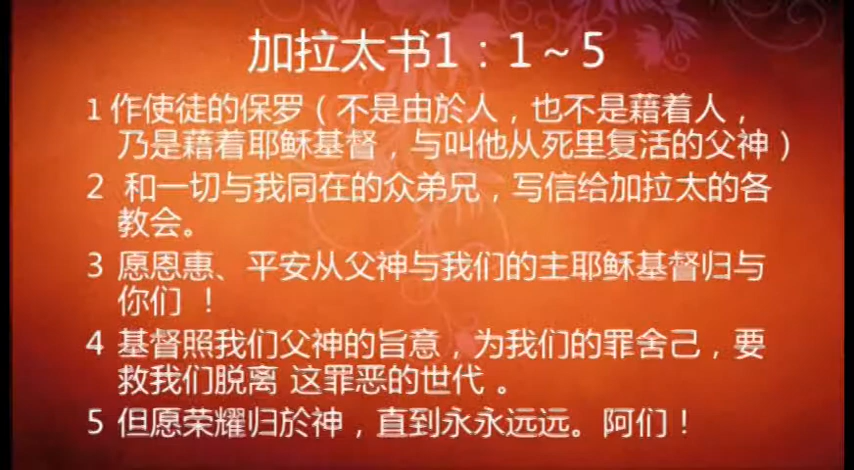 加拉太书1：1～5
1 作使徒的保罗（不是由於人，也不是藉着人，
乃是藉着耶稣基督，与叫他从死里复活的父神）
2 和一切与我同在的众弟兄，写信给加拉太的各
教会。
3 愿恩惠、平安从父神与我们的主耶稣基督归与
你们 ！
4 基督照我们父神的旨意，为我们的罪舍己，要
救我们脱离 这罪恶的世代 。
5 但愿荣耀归於神，直到永永远远。阿们！